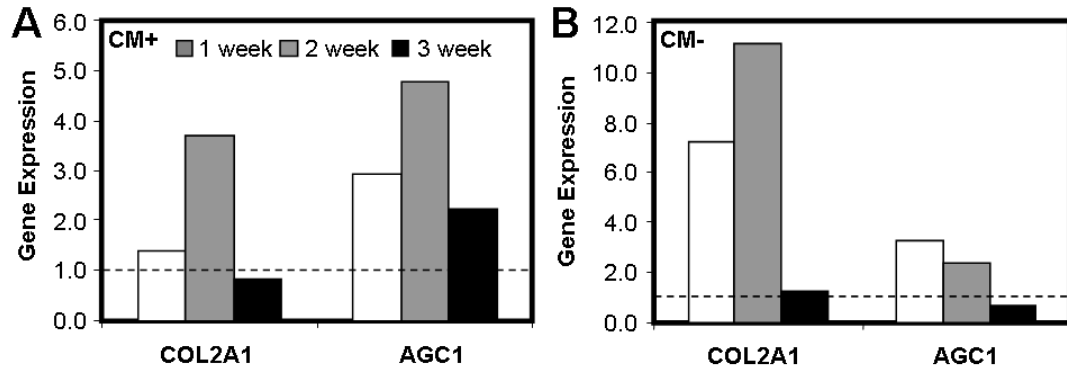 A
CM+ 1 week 2 week 3 week
Gene Expression
6.0
5.0
4.0
3.0
2.0
1.0
0.0
COL2A1 AGC1
B
CM-
Gene Expression
12.0
10.0
8.0
6.0
4.0
2.0
0.0
COL2A1 AGC1